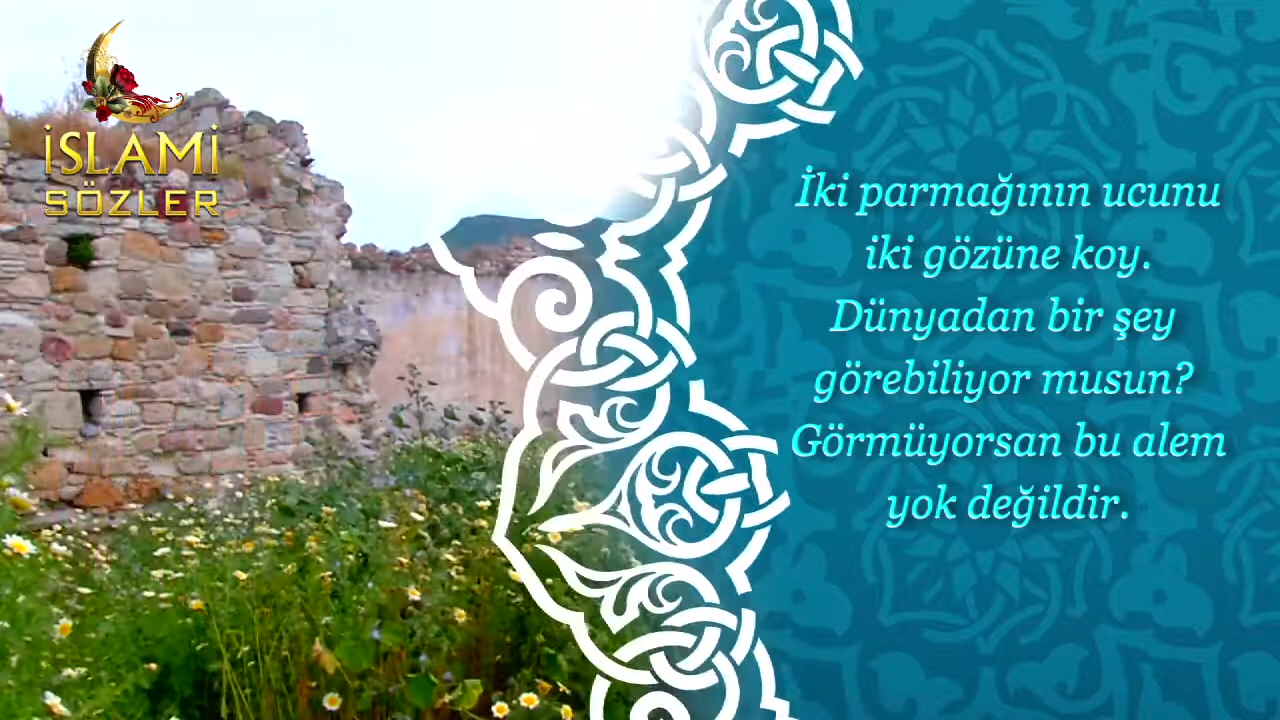 İSLAMİ
SÖZLER
İki parmağının ucunu
iki gözüne koy.
Dünyadan bir şey
görebiliyor musun?
Görmüyorsan bu alem
yok değildir.